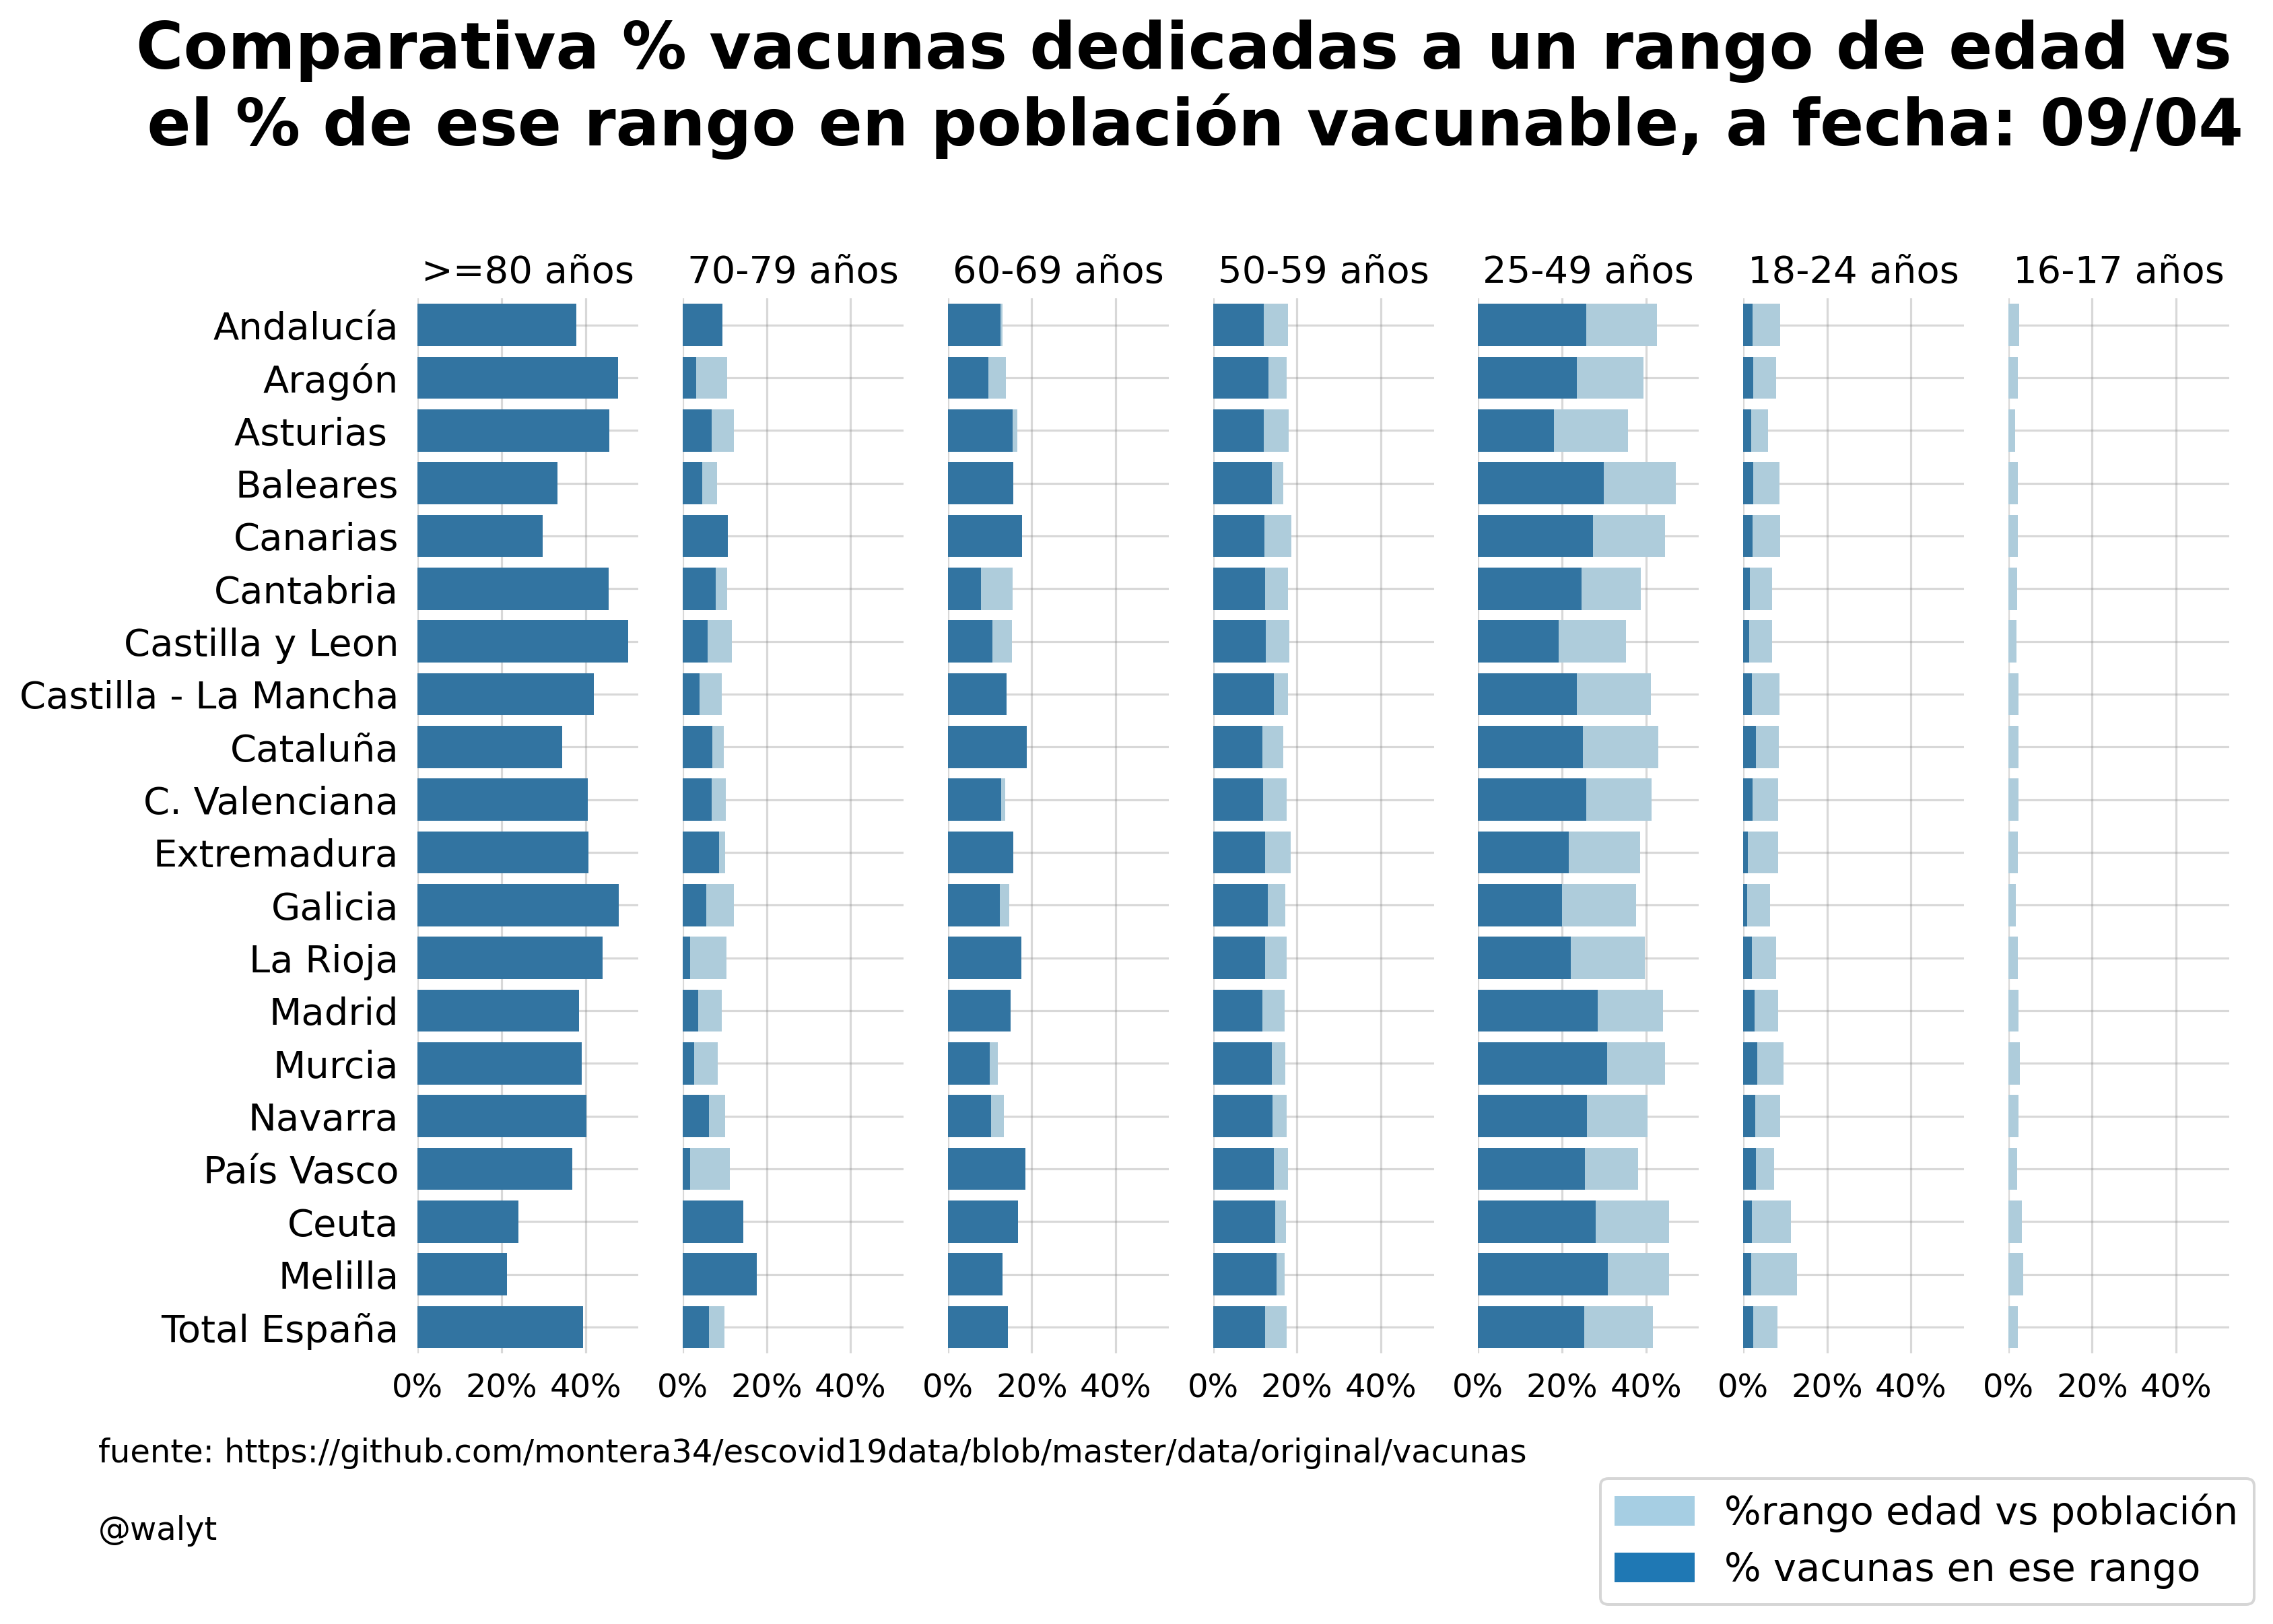 Comparativa % vacunas dedicadas a un rango de edad vs
el % de ese rango en población vacunable, a fecha: 09/04
>=80 años 70-79 años 60-69 años 50-59 años 25-49 años 18-24 años 16-17 años
Andalucía
Aragón
Asturias
Baleares
Canarias
Cantabria
Castilla y Leon
Castilla - La Mancha
Cataluña
C. Valenciana
Extremadura
Galicia
La Rioja
Madrid
Murcia
Navarra
País Vasco
Ceuta
Melilla
Total España
0% 20% 40% 0% 20% 40% 0% 20% 40% 0% 20% 40% 0% 20% 40% 0% 20% 40% 0% 20% 40%
fuente: https://github.com/montera34/escovid19data/blob/master/data/original/vacunas
@walyt
%rango edad vs población
% vacunas en ese rango